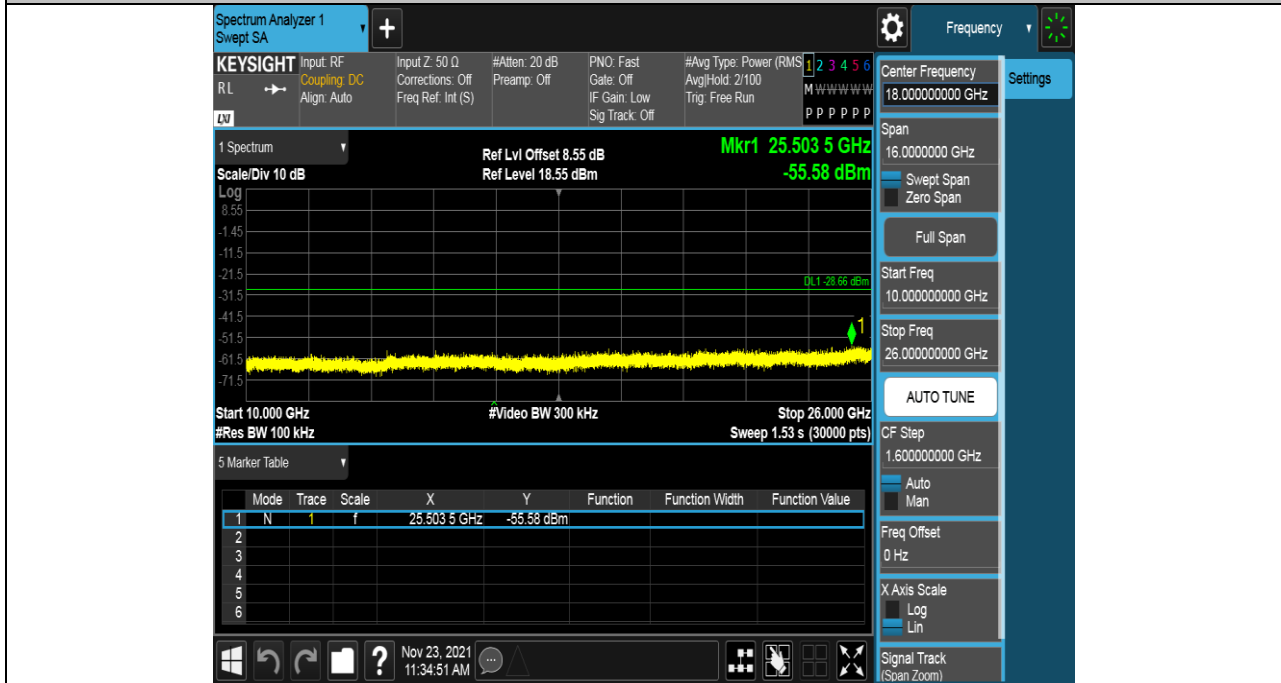 Spectrum Analyzer 1
Swept SA
+
Frequency
KEYSIGHT
RL
LXI
Input: RF
Coupling: DC
Align: Auto
Input Z: 50 Ω
Corrections: Off
Freq Ref: Int (S)
#Atten: 20 dB
Preamp: Off
PNO: Fast
Gate: Off
IF Gain: Low
Sig Track: Off
#Avg Type: Power (RMS
Avg|Hold: 2/100
Trig: Free Run
1 2 3 4 5 6
M W W W W W
P P P P P P
1 Spectrum
Scale/Div 10 dB
Ref Lvl Offset 8.55 dB
Ref Level 18.55 dBm
Mkr1 25.503 5 GHz
-55.58 dBm
Log
8.55
-1.45
-11.5
-21.5
-31.5
-41.5
-51.5
-61.5
-71.5
DL1 -28.66 dBm
1
Start 10.000 GHz
#Res BW 100 kHz
#Video BW 300 kHz
Stop 26.000 GHz
Sweep 1.53 s (30000 pts)
5 Marker Table
Mode Trace Scale X Y Function Function Width Function Value
1 N 1 f 25.503 5 GHz -55.58 dBm
2
3
4
5
6
?
Nov 23, 2021
11:34:51 AM
Center Frequency
18.000000000 GHz
Span
16.0000000 GHz
Swept Span
Zero Span
Full Span
Start Freq
10.000000000 GHz
Stop Freq
26.000000000 GHz
AUTO TUNE
CF Step
1.600000000 GHz
Auto
Man
Freq Offset
0 Hz
X Axis Scale
Log
Lin
Signal Track
(Span Zoom)
Settings